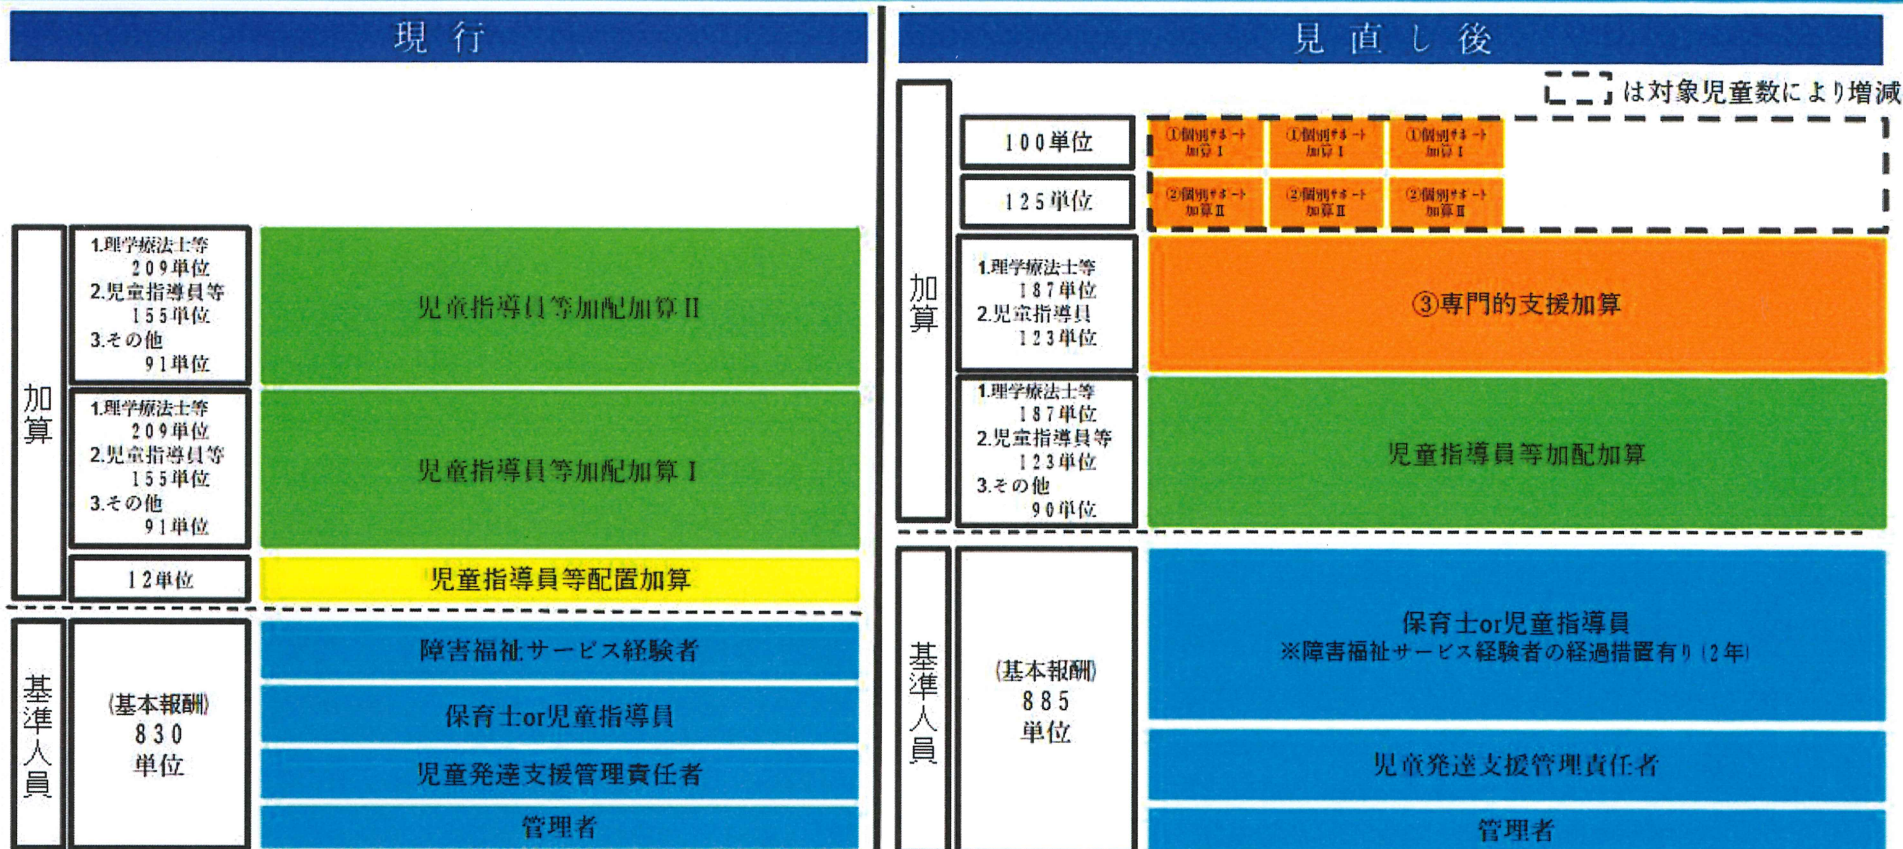 現行
加算
1.理学療法士等
209単位
2.児童指導員等
155単位
3.その他
91単位
児童指導員等加配加算Ⅱ
1.理学療法士等
209単位
2.児童指導員等
155単位
3.その他
91単位
児童指導員等加配加算Ⅰ
12単位
児童指導員等配置加算
基準人員
(基本報酬)
830
単位
障害福祉サービス経験者
保育士or児童指導員
児童発達支援管理責任者
管理者
見直し後
は対象児童数により増減
加算
100単位
①個別サポート
加算Ⅰ
①個別サポート
加算Ⅰ
①個別サポート
加算Ⅰ
125単位
②個別サポート
加算Ⅱ
②個別サポート
加算Ⅱ
②個別サポート
加算Ⅱ
1.理学療法士等
187単位
2.児童指導員
123単位
③専門的支援加算
1.理学療法士等
187単位
2.児童指導員等
123単位
3.その他
90単位
児童指導員等加配加算
基準人員
(基本報酬)
885
単位
保育士or児童指導員
※障害福祉サービス経験者の経過措置有り(2年)
児童発達支援管理責任者
管理者